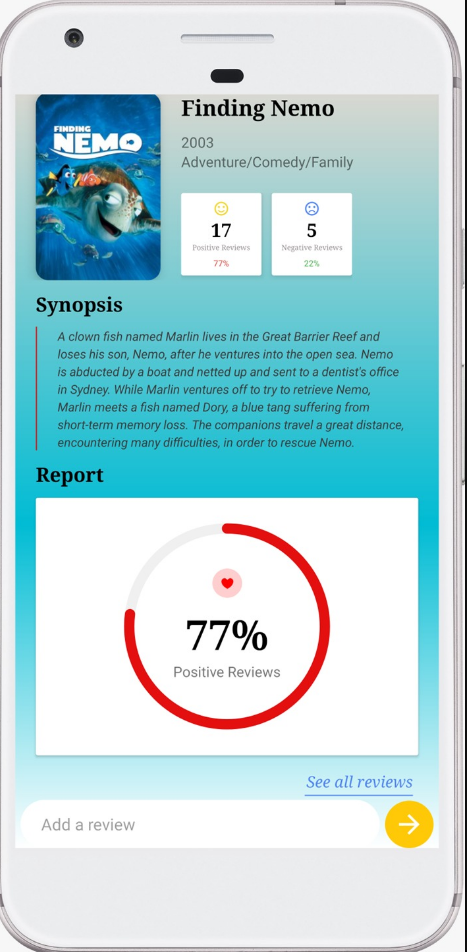 FINDING
NEMO
Finding Nemo
2003
Adventure/Comedy/Family
17
Positive Reviews
77%
5
Negative Reviews
22%
Synopsis
A clown fish named Marlin lives in the Great Barrier Reef and
loses his son, Nemo, after he ventures into the open sea. Nemo
is abducted by a boat and netted up and sent to a dentist's office
in Sydney. While Marlin ventures off to try to retrieve Nemo,
Marlin meets a fish named Dory, a blue tang suffering from
short-term memory loss. The companions travel a great distance,
encountering many difficulties, in order to rescue Nemo.
Report
77%
Positive Reviews
See all reviews
Add a review